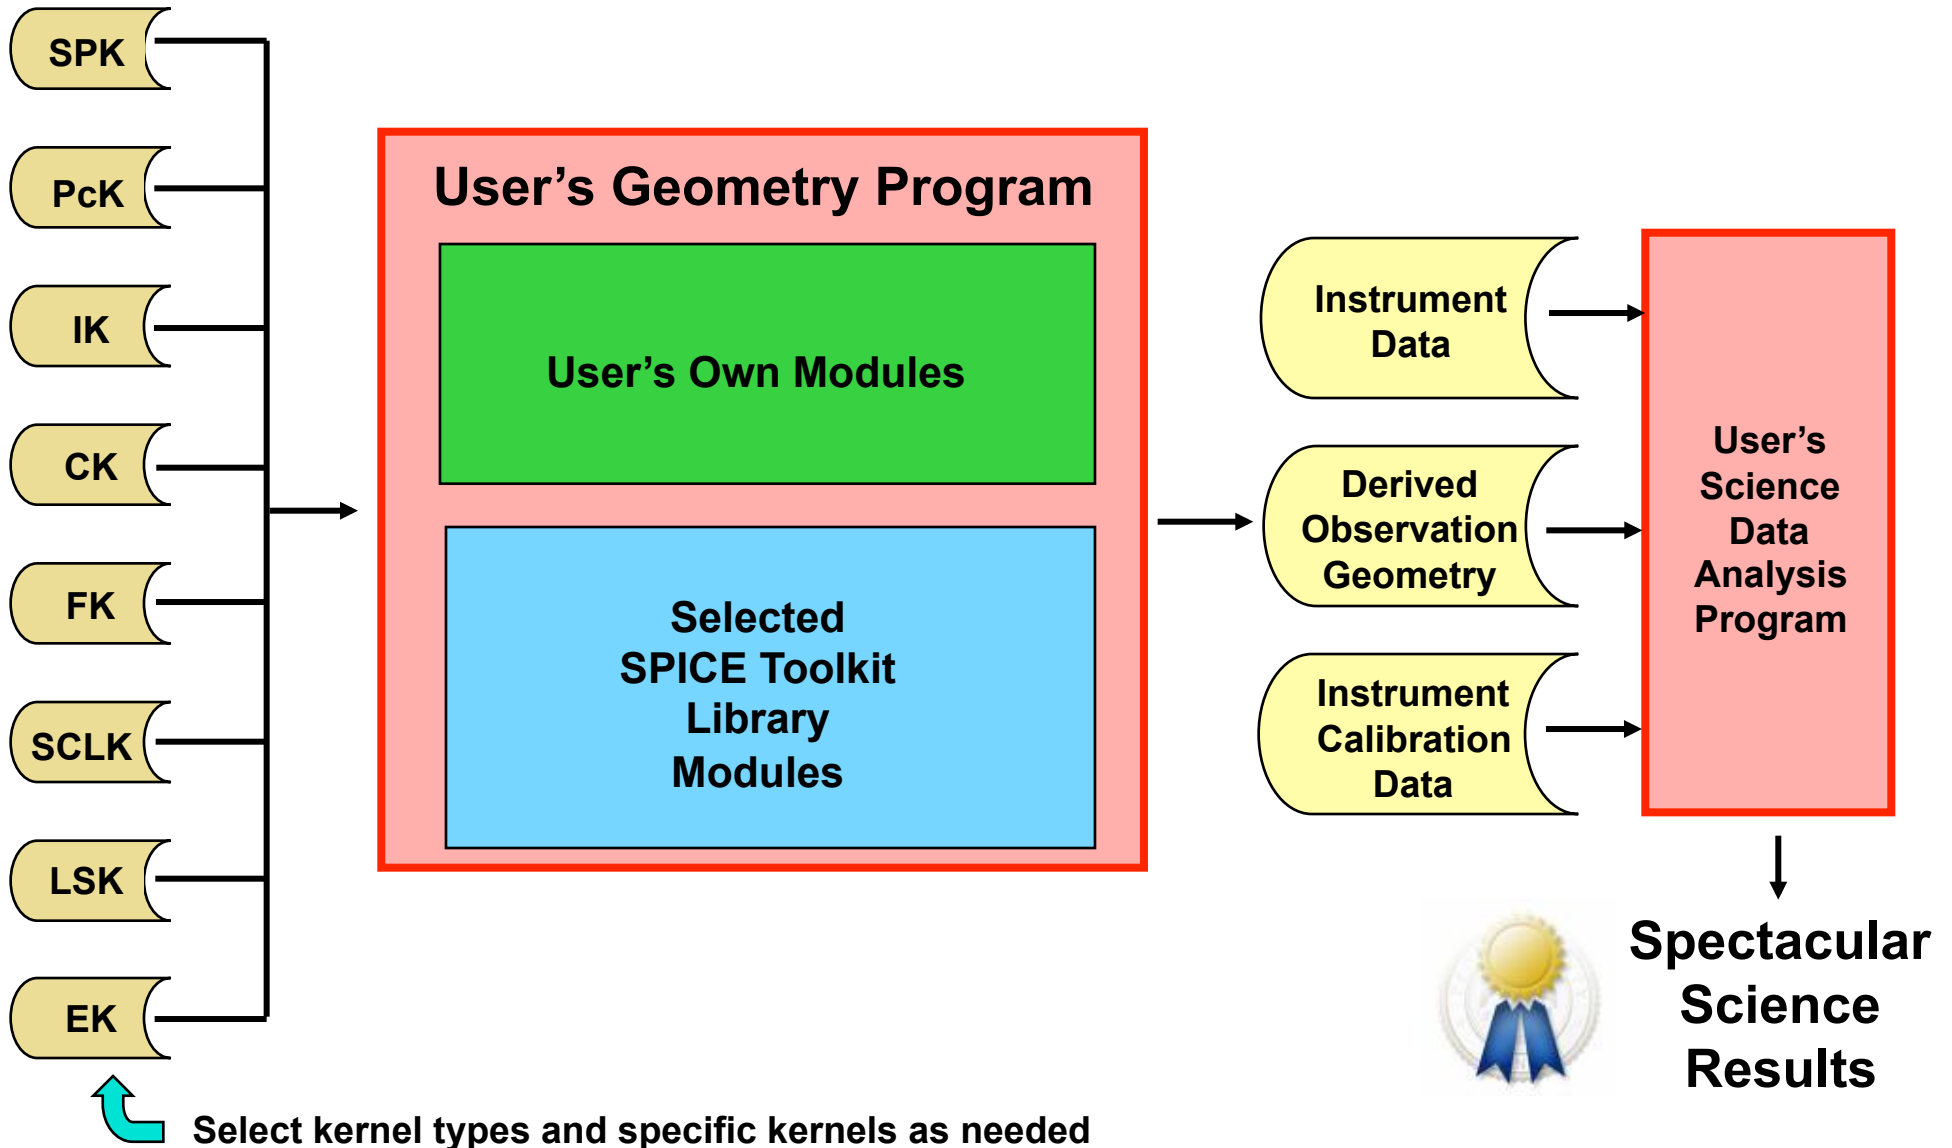 SPK
PcK
IK
CK
FK
SCLK
LSK
EK
Select kernel types and specific kernels as needed
User’s Geometry Program
User’s Own Modules
Selected
SPICE Toolkit
Library
Modules
Instrument
Data
Derived
Observation
Geometry
Instrument
Calibration
Data
User’s
Science
Data
Analysis
Program
Spectacular
Science
Results